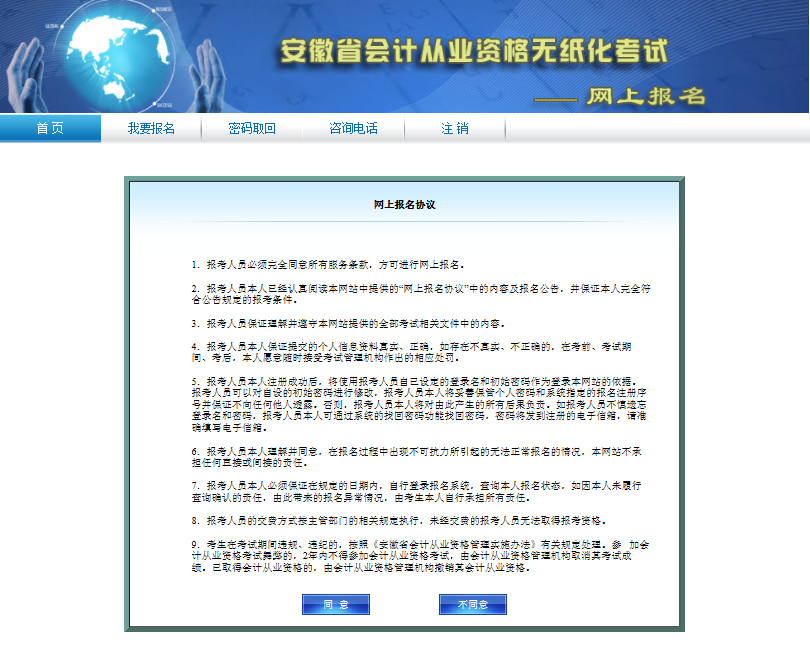 安徽省会计从业资格无纸化考试
—— 网上报名
首 页
我要报名
密码取回
咨询电话
注 销
网上报名协议
1. 报考人员必须完全同意所有服务条款，方可进行网上报名。
2. 报考人员本人已经认真阅读本网站中提供的“网上报名协议”中的内容及报名公告，并保证本人完全符
合公告规定的报考条件。
3. 报考人员保证理解并遵守本网站提供的全部考试相关文件中的内容。
4. 报考人员本人保证提交的个人信息资料真实、正确，如存在不真实、不正确的，在考前、考试期
间、考后，本人愿意随时接受考试管理机构作出的相应处罚。
5. 报考人员本人注册成功后，将使用报考人员自已设定的登录名和初始密码作为登录本网站的依据。
报考人员可以对自设的初始密码进行修改，报考人员本人将妥善保管个人密码和系统指定的报名注册序
号并保证不向任何他人透露。否则，报考人员本人将对由此产生的所有后果负责。如报考人员不慎遗忘
登录名和密码，报考人员本人可通过系统的找回密码功能找回密码，密码将发到注册的电子信箱，请准
确填写电子信箱。
6. 报考人员本人理解并同意，在报名过程中出现不可抗力所引起的无法正常报名的情况，本网站不承
担任何直接或间接的责任。
7. 报考人员本人必须保证在规定的日期内，自行登录报名系统，查询本人报名状态，如因本人未履行
查询确认的责任，由此带来的报名异常情况，由考生本人自行承担所有责任。
8. 报考人员的交费方式按主管部门的相关规定执行，未经交费的报考人员无法取得报考资格。
9. 考生在考试期间违规、违纪的，按照《安徽省会计从业资格管理实施办法》有关规定处理。参 加会
计从业资格考试舞弊的，2年内不得参加会计从业资格考试，由会计从业资格管理机构取消其考试成
绩。已取得会计从业资格的，由会计从业资格管理机构撤销其会计从业资格。
同 意
不同意